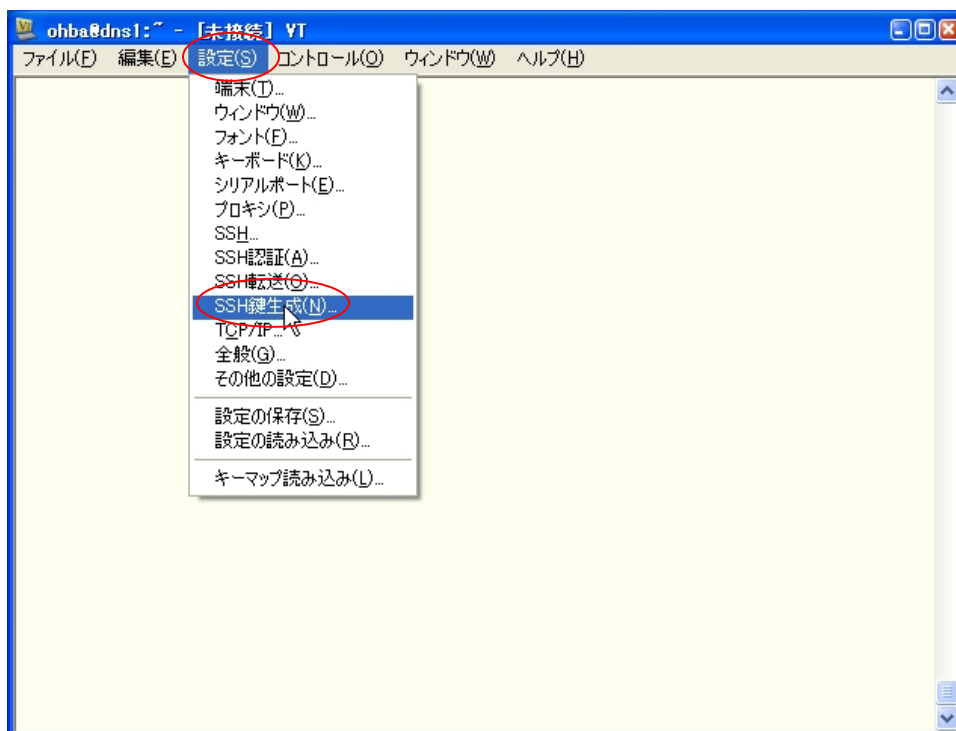 ohba@dns1:~ - [未接続] VT
ファイル(F) 編集(E) 設定(S) コントロール(O) ウィンドウ(W) ヘルプ(H)
端末(T)...
ウィンドウ(W)...
フォント(F)...
キーボード(K)...
シリアルポート(E)...
プロキシ(P)...
SSH...
SSH認証(A)...
SSH転送(O)...
SSH鍵生成(N)...
TCP/IP...
全般(G)...
その他の設定(D)...
設定の保存(S)...
設定の読み込み(R)...
キーマップ読み込み(L)...